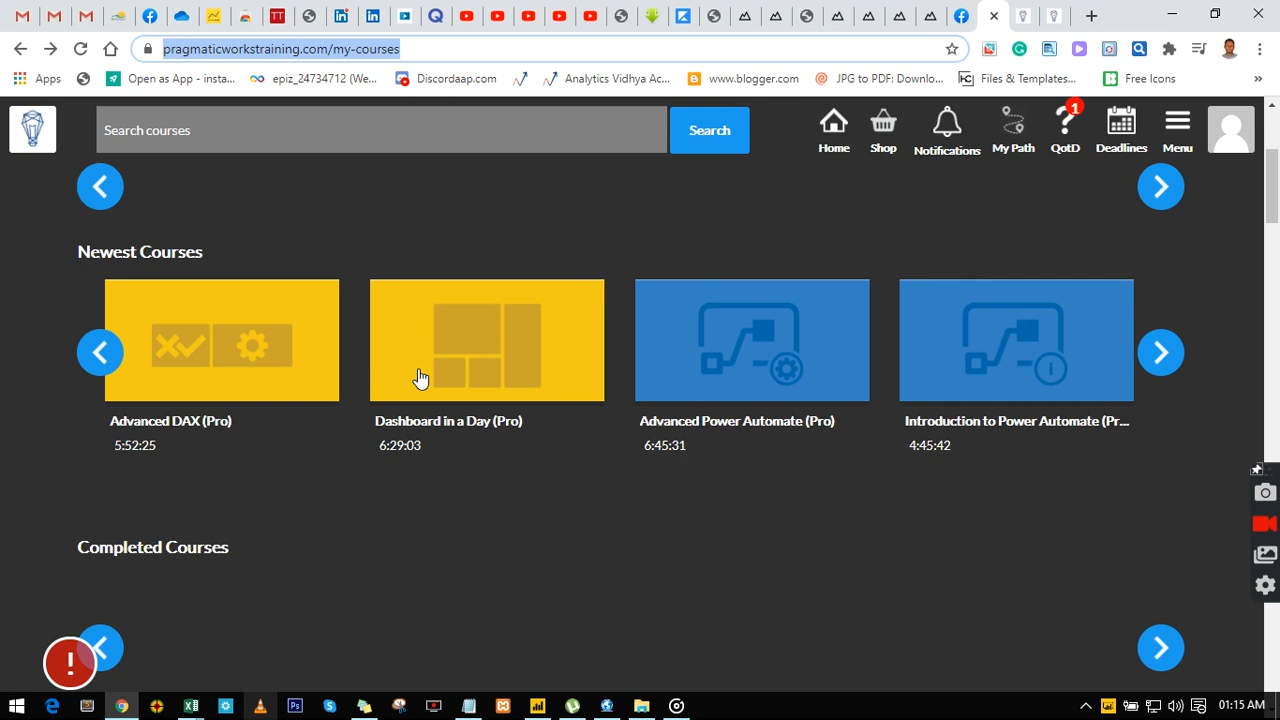 pragmaticworkstraining.com/my-courses
Apps
Open as App - insta...
epiz_24734712 (We...
Discordaap.com
Analytics Vidhya Ac...
www.blogger.com
JPG to PDF: Downlo...
Files & Templates...
Free Icons
»
Search courses
Search
Home
Shop
Notifications
My Path
1
QotD
Deadlines
Menu
Newest Courses
Advanced DAX (Pro)
5:52:25
Dashboard in a Day (Pro)
6:29:03
Advanced Power Automate (Pro)
6:45:31
Introduction to Power Automate (Pr...
4:45:42
Completed Courses
!
01:15 AM